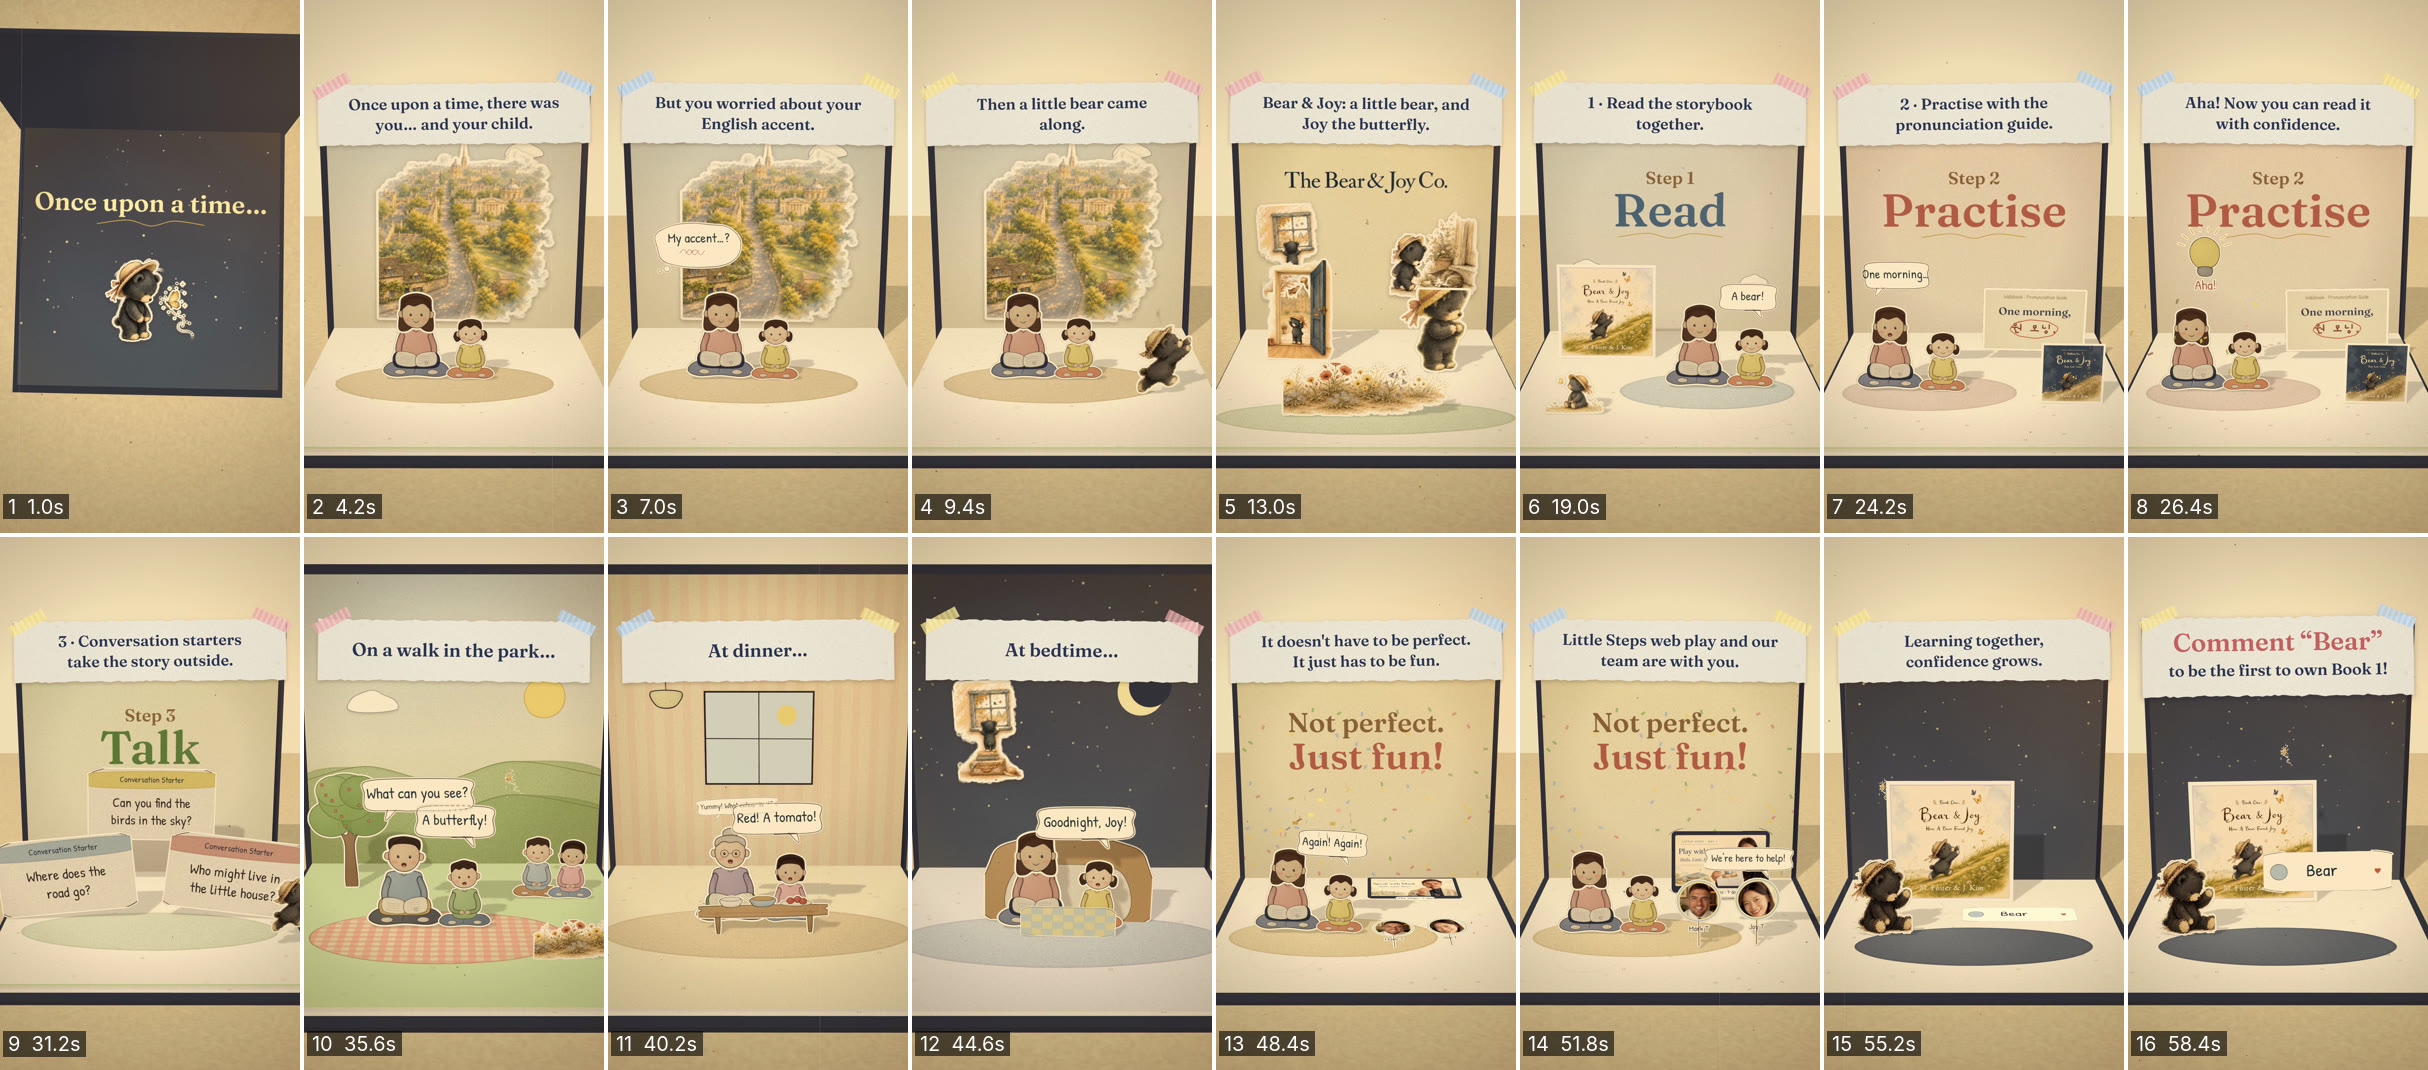 Once upon a time...
1 1.0s
Once upon a time, there was
you... and your child.
2 4.2s
But you worried about your
English accent.
My accent...?
3 7.0s
Then a little bear came
along.
4 9.4s
Bear & Joy: a little bear, and
Joy the butterfly.
The Bear & Joy Co.
5 13.0s
1 · Read the storybook
together.
Step 1
Read
Bear & Joy
A bear!
M. Foster & J. Kim
6 19.0s
2 · Practise with the
pronunciation guide.
Step 2
Practise
One morning...
One morning,
Bear & Joy
7 24.2s
Aha! Now you can read it
with confidence.
Step 2
Practise
Aha!
One morning,
Bear & Joy
8 26.4s
3 · Conversation starters
take the story outside.
Step 3
Talk
Conversation Starter
Can you find the
birds in the sky?
Conversation Starter
Where does the
road go?
Conversation Starter
Who might live in
the little house?
9 31.2s
On a walk in the park...
What can you see?
A butterfly!
10 35.6s
At dinner...
Yummy! What
Red! A tomato!
11 40.2s
At bedtime...
Goodnight, Joy!
12 44.6s
It doesn't have to be perfect.
It just has to be fun.
Not perfect.
Just fun!
Again! Again!
13 48.4s
Little Steps web play and our
team are with you.
Not perfect.
Just fun!
Play with
We're here to help!
14 51.8s
Learning together,
confidence grows.
Bear & Joy
M. Foster & J. Kim
Bear
15 55.2s
Comment “Bear”
to be the first to own Book 1!
Bear & Joy
Bear
16 58.4s